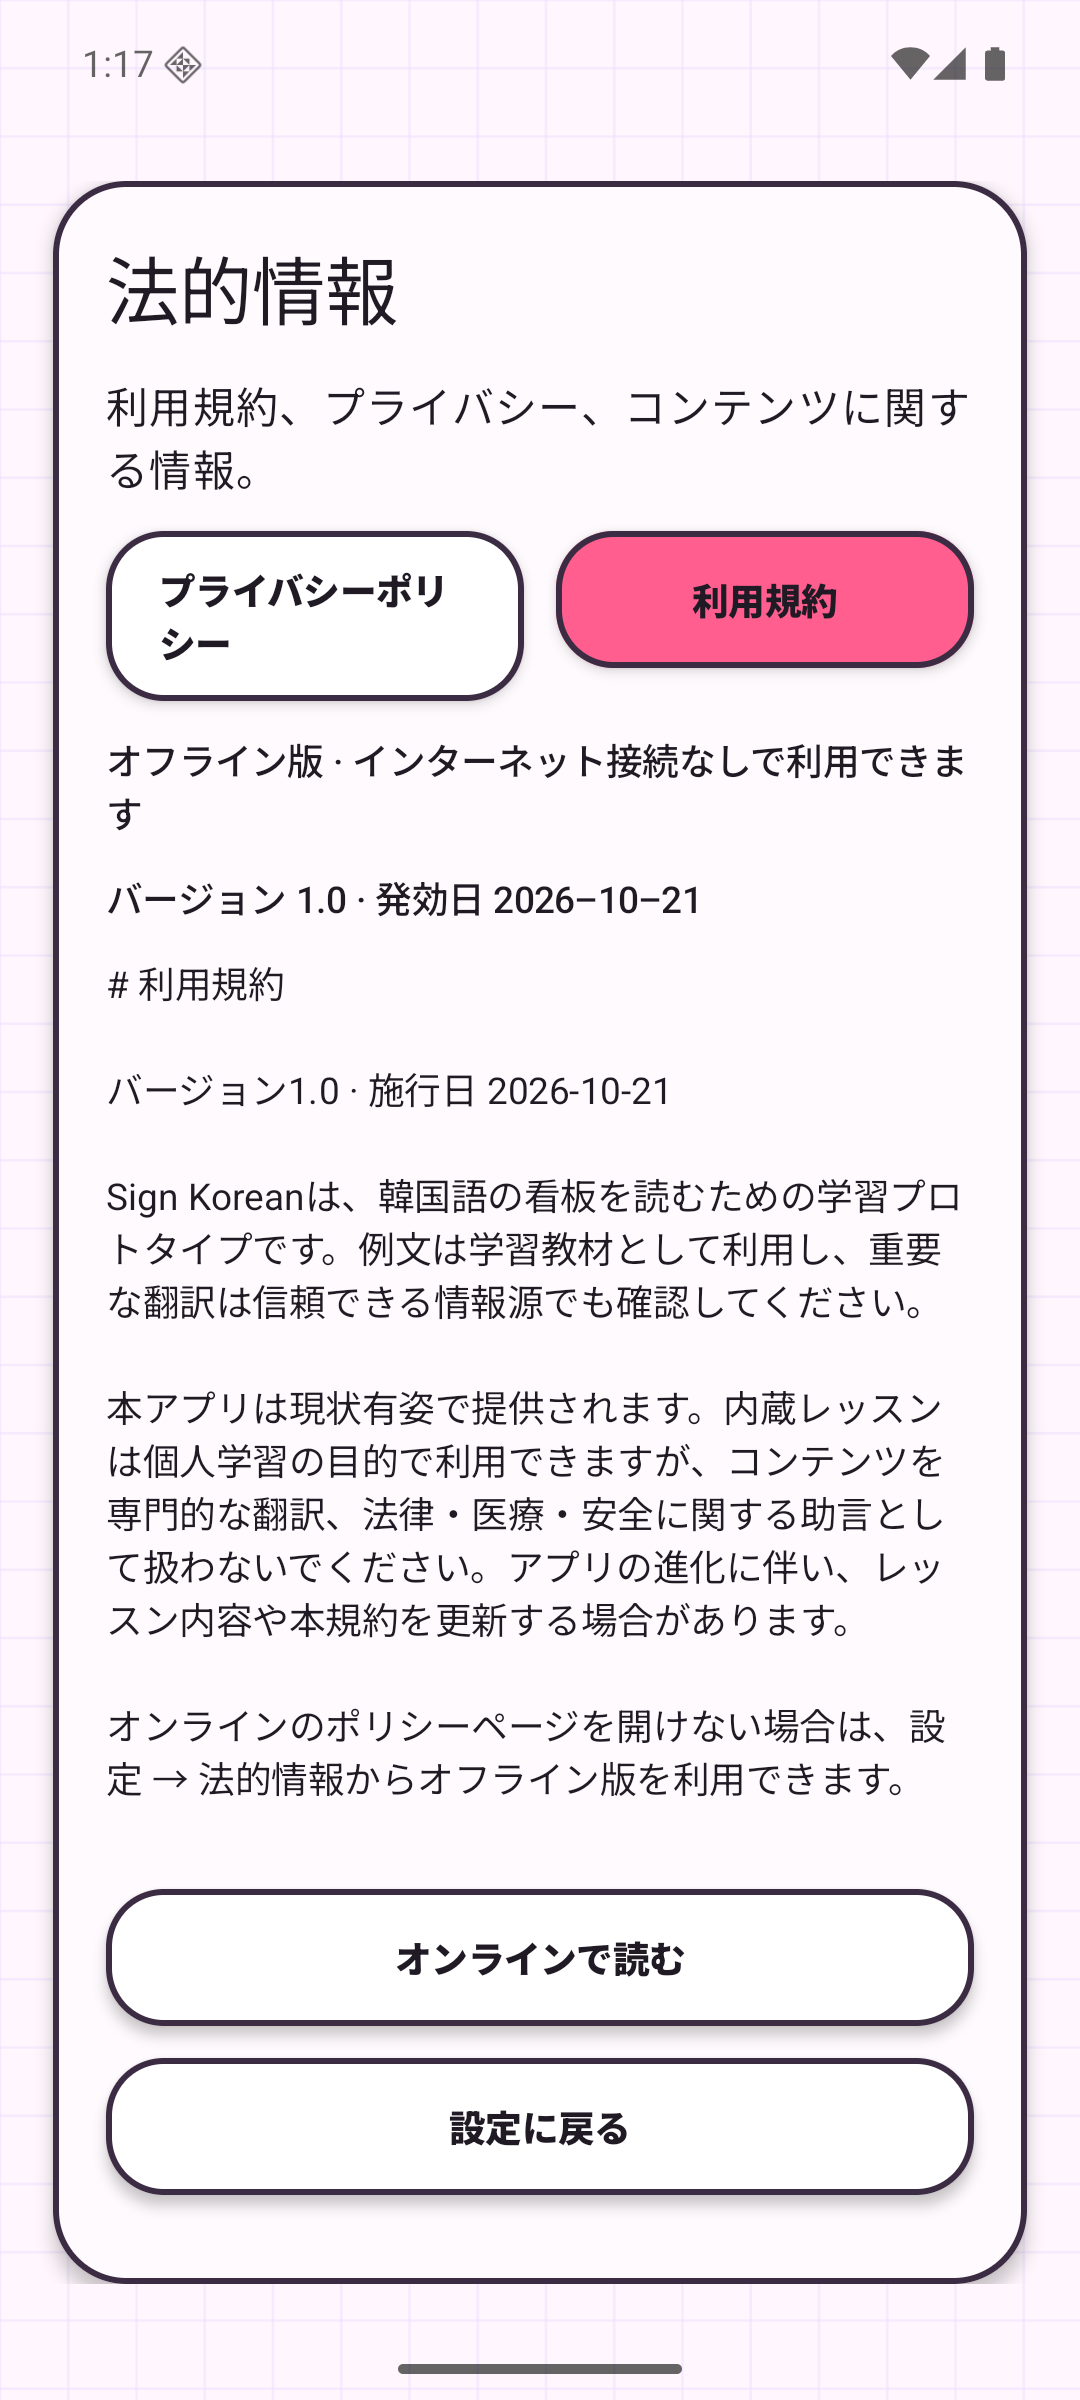 1:17
法的情報
利用規約、プライバシー、コンテンツに関す
る情報。
プライバシーポリ
シー
利用規約
オフライン版 · インターネット接続なしで利用できま
す
バージョン 1.0 · 発効日 2026–10–21
# 利用規約
バージョン1.0 · 施行日 2026-10-21
Sign Koreanは、韓国語の看板を読むための学習プロ
トタイプです。例文は学習教材として利用し、重要
な翻訳は信頼できる情報源でも確認してください。
本アプリは現状有姿で提供されます。内蔵レッスン
は個人学習の目的で利用できますが、コンテンツを
専門的な翻訳、法律・医療・安全に関する助言とし
て扱わないでください。アプリの進化に伴い、レッ
スン内容や本規約を更新する場合があります。
オンラインのポリシーページを開けない場合は、設
定 → 法的情報からオフライン版を利用できます。
オンラインで読む
設定に戻る